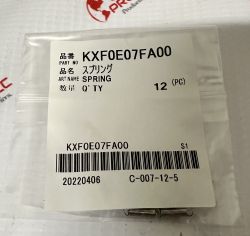 品番 KXF0E07FA00
PART NO
品名 スプリング
PART NAME SPRING
数量 Q'TY 12 (PC)
KXF0E07FA00 S1
20220406 C-007-12-5